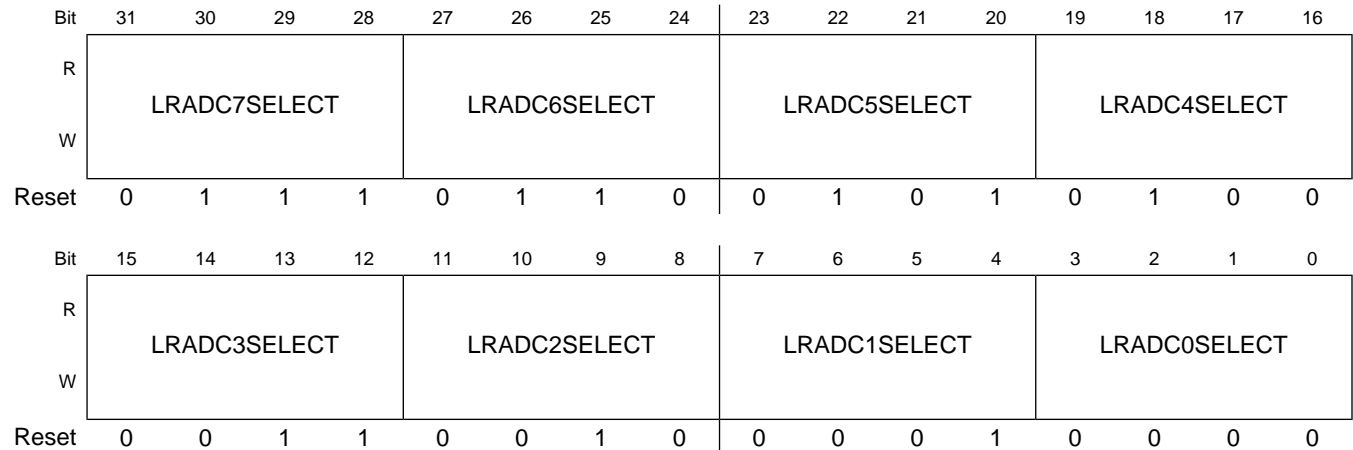 Bit 31 30 29 28 27 26 25 24 23 22 21 20 19 18 17 16
R
LRADC7SELECT LRADC6SELECT LRADC5SELECT LRADC4SELECT
W
Reset 0 1 1 1 0 1 1 0 0 1 0 1 0 1 0 0
Bit 15 14 13 12 11 10 9 8 7 6 5 4 3 2 1 0
R
LRADC3SELECT LRADC2SELECT LRADC1SELECT LRADC0SELECT
W
Reset 0 0 1 1 0 0 1 0 0 0 0 1 0 0 0 0